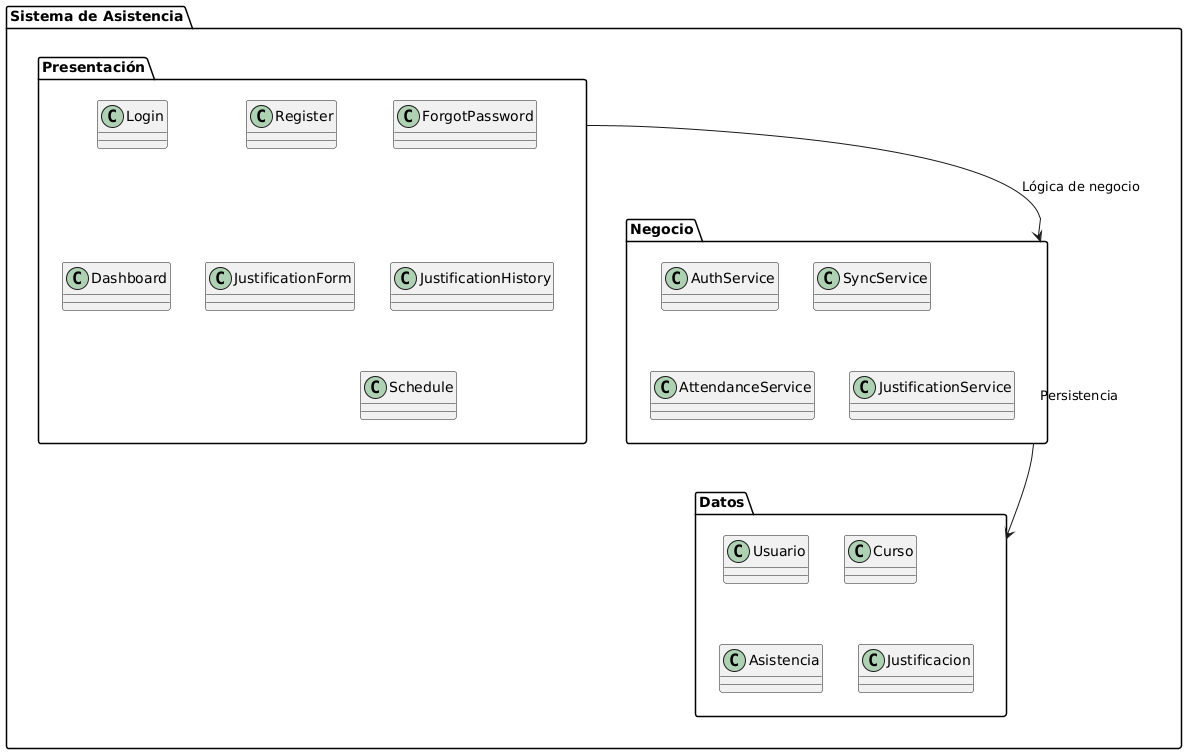 Sistema de Asistencia
Presentación
C Login
C Register
C ForgotPassword
C Dashboard
C JustificationForm
C JustificationHistory
C Schedule
Lógica de negocio
Negocio
C AuthService
C SyncService
C AttendanceService
C JustificationService
Persistencia
Datos
C Usuario
C Curso
C Asistencia
C Justificacion